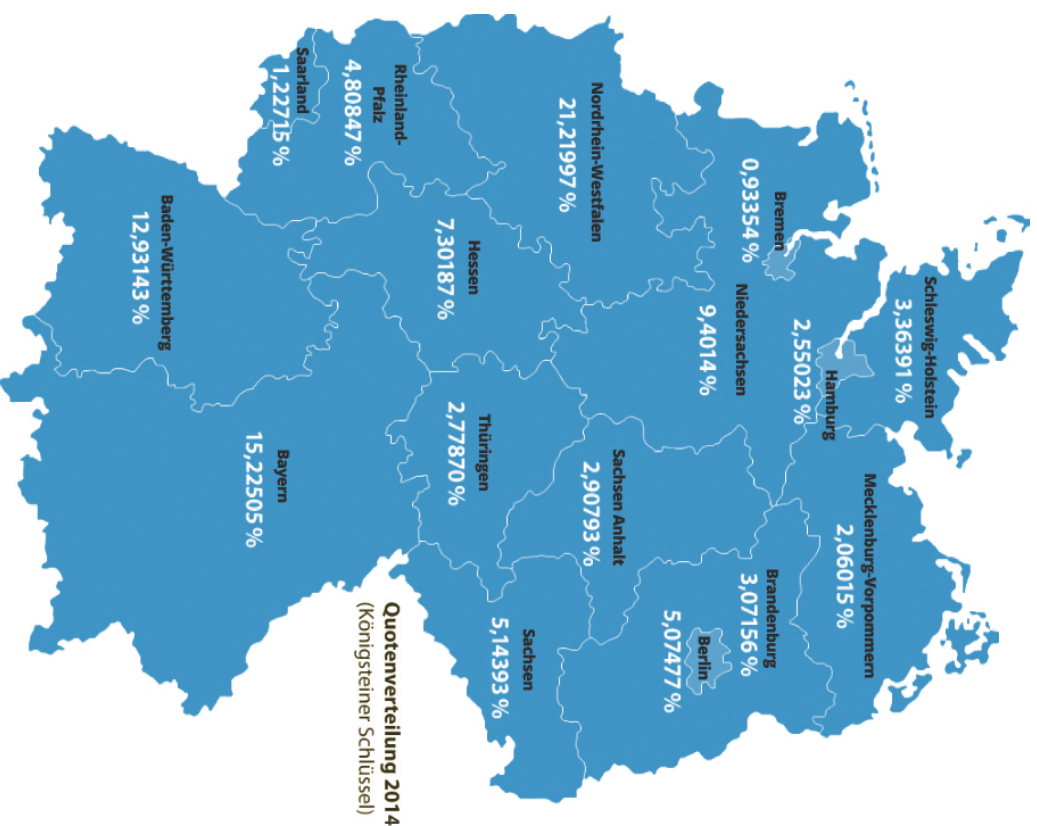 Schleswig-Holstein
3,36391 %
Mecklenburg-Vorpommern
2,06015 %
Hamburg
2,55023 %
Bremen
0,93354 %
Brandenburg
3,07156 %
Niedersachsen
9,4014 %
Berlin
5,07477 %
Sachsen Anhalt
2,90793 %
Nordrhein-Westfalen
21,21997 %
Sachsen
5,14393 %
Thüringen
2,77870 %
Hessen
7,30187 %
Rheinland-
Pfalz
4,80847 %
Saarland
1,22715 %
Bayern
15,22505 %
Baden-Württemberg
12,93143 %
Quotenverteilung 2014
(Königsteiner Schlüssel)